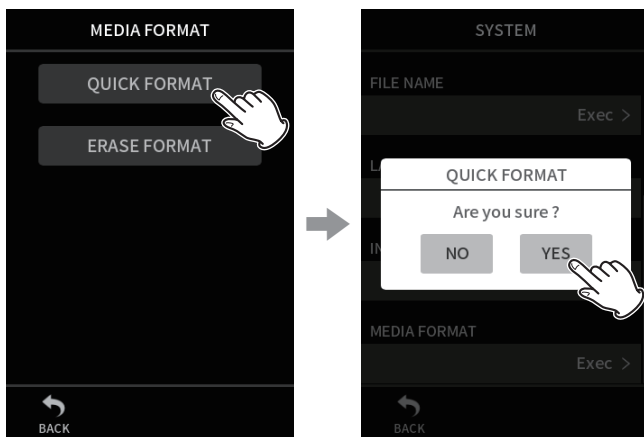 MEDIA FORMAT
QUICK FORMAT
ERASE FORMAT
BACK
SYSTEM
FILE NAME
Exec >
QUICK FORMAT
Are you sure ?
NO YES
MEDIA FORMAT
Exec >
BACK